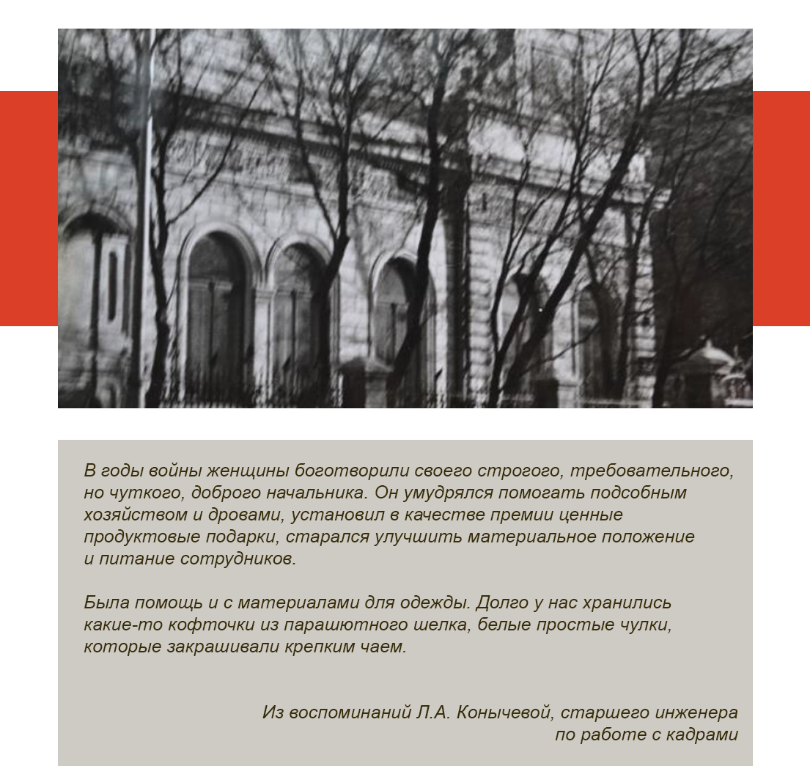 В годы войны женщины боготворили своего строгого, требовательного,
но чуткого, доброго начальника. Он умудрялся помогать подсобным
хозяйством и дровами, установил в качестве премии ценные
продуктовые подарки, старался улучшить материальное положение
и питание сотрудников.
Была помощь и с материалами для одежды. Долго у нас хранились
какие-то кофточки из парашютного шелка, белые простые чулки,
которые закрашивали крепким чаем.
Из воспоминаний Л.А. Конычевой, старшего инженера
по работе с кадрами